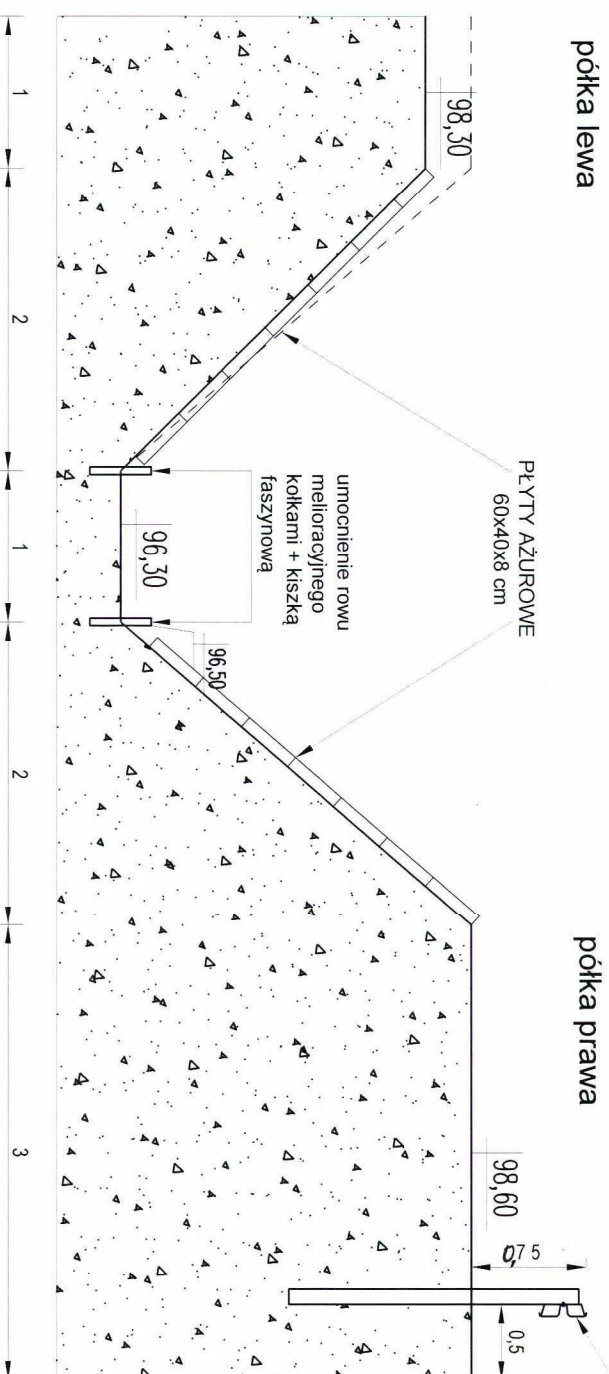 półka lewa
półka prawa
98,30
PŁYTY AŻUROWE
60x40x8 cm
umocnienie rowu
melioracyjnego
kołkami + kiszką
faszynową
96,30
96,50
98,60
0,75
0,5
1
2
1
2
3